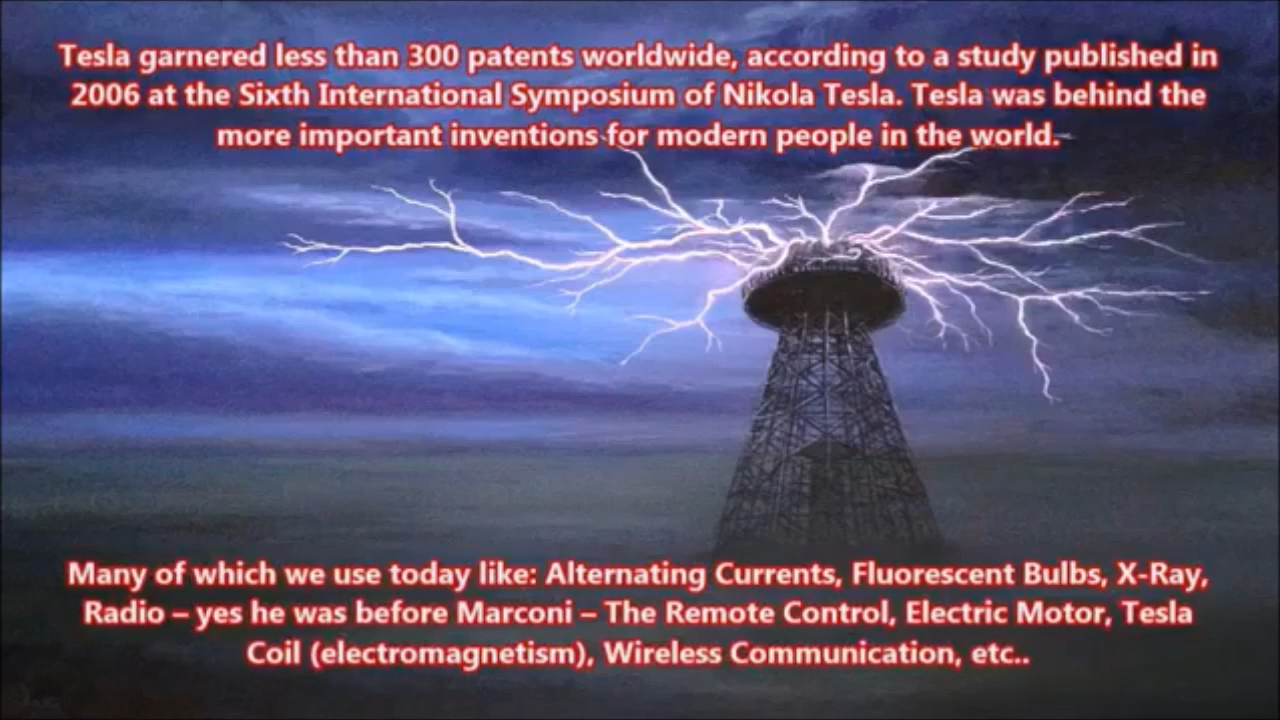 Tesla garnered less than 300 patents worldwide, according to a study published in
2006 at the Sixth International Symposium of Nikola Tesla. Tesla was behind the
more important inventions for modern people in the world.
Many of which we use today like: Alternating Currents, Fluorescent Bulbs, X-Ray,
Radio – yes he was before Marconi – The Remote Control, Electric Motor, Tesla
Coil (electromagnetism), Wireless Communication, etc..